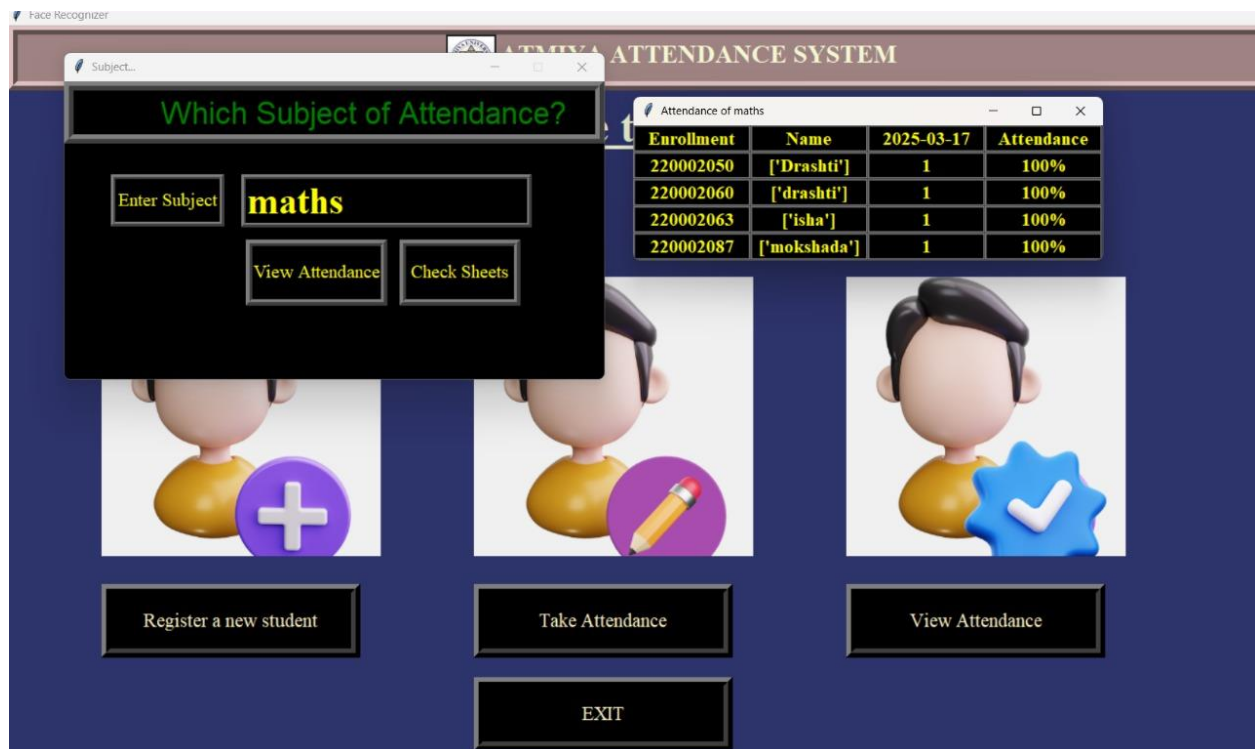 Face Recognizer
ATMIYA ATTENDANCE SYSTEM
Subject...
Which Subject of Attendance?
Enter Subject
maths
View Attendance
Check Sheets
Attendance of maths
Enrollment Name 2025-03-17 Attendance
220002050 ['Drashti'] 1 100%
220002060 ['drashti'] 1 100%
220002063 ['isha'] 1 100%
220002087 ['mokshada'] 1 100%
Register a new student
Take Attendance
View Attendance
EXIT